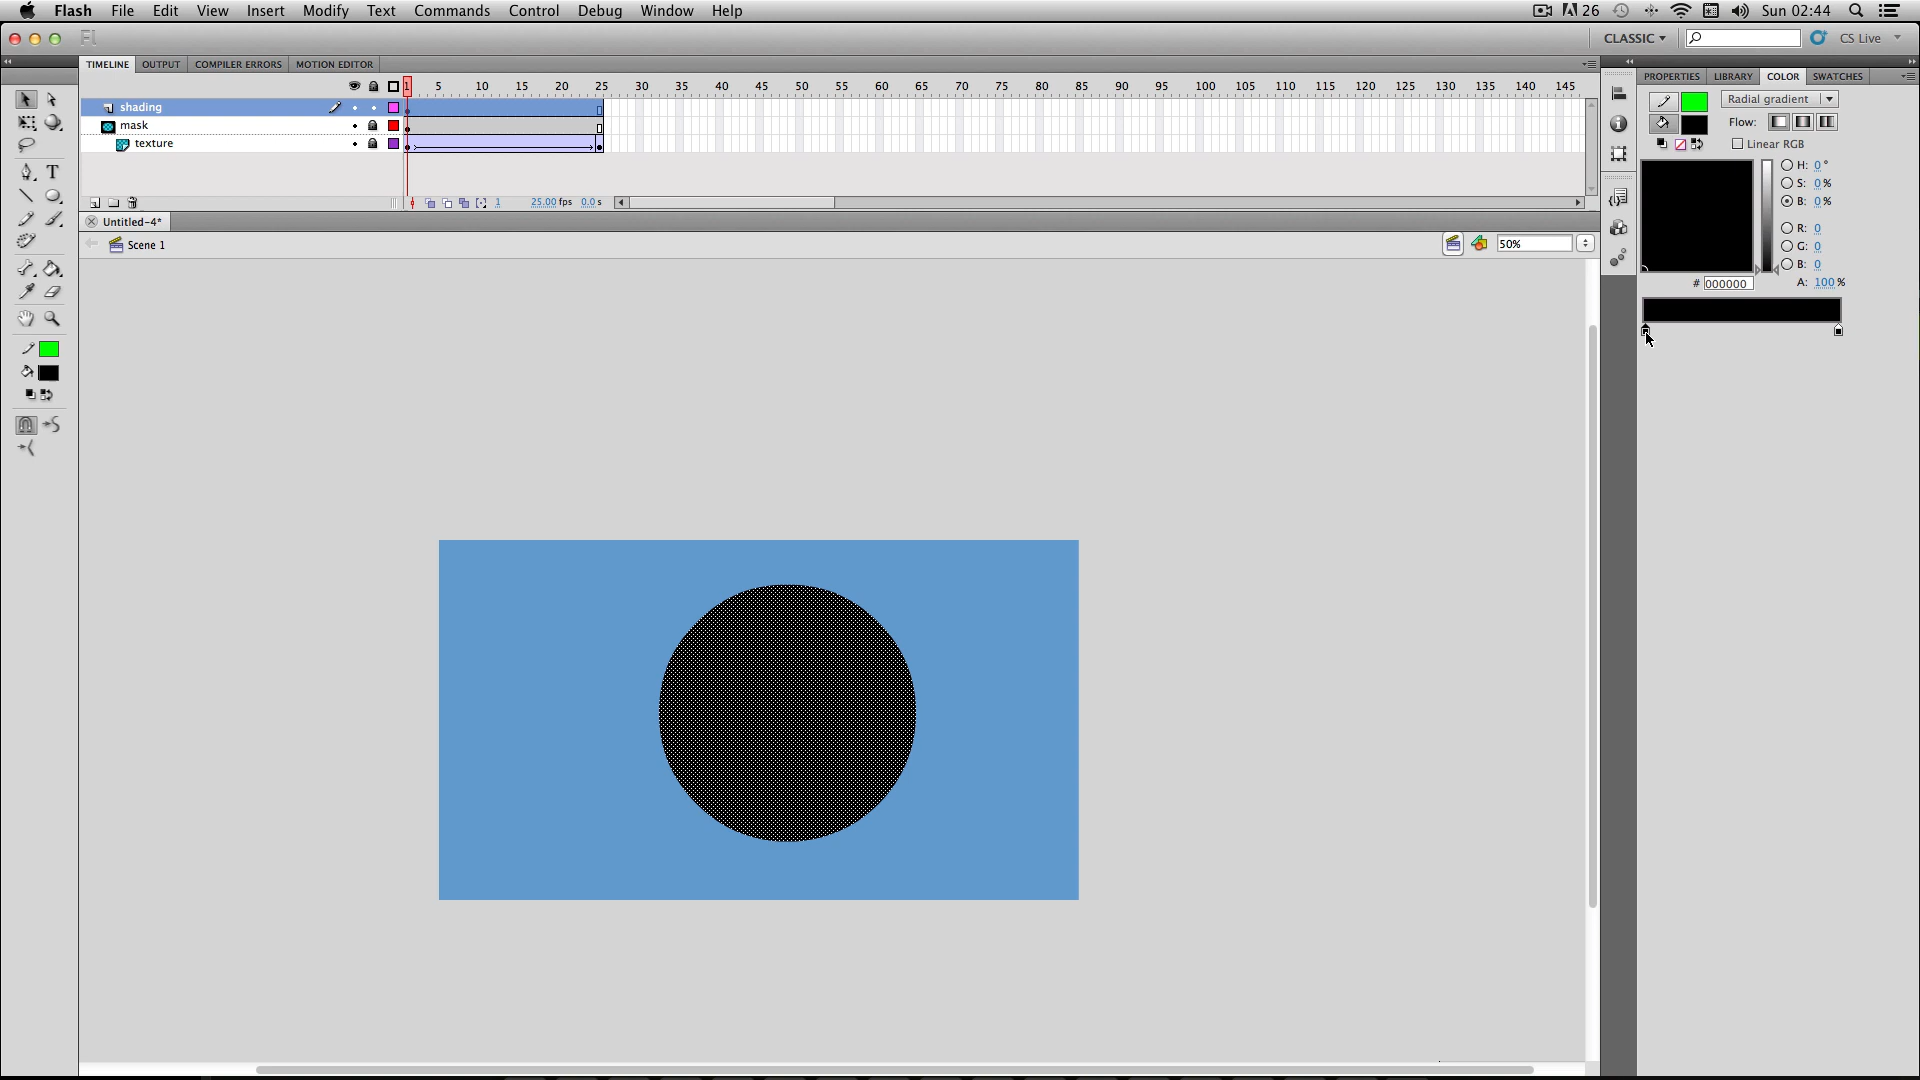 Flash File Edit View Insert Modify Text Commands Control Debug Window Help 26 Sun 02:44
Fl CLASSIC CS Live
TIMELINE OUTPUT COMPILER ERRORS MOTION EDITOR
PROPERTIES LIBRARY COLOR SWATCHES
1 5 10 15 20 25 30 35 40 45 50 55 60 65 70 75 80 85 90 95 100 105 110 115 120 125 130 135 140 145
shading
mask
texture
1 25.00 fps 0.0 s
Untitled-4*
Scene 1
50%
Radial gradient
Flow:
Linear RGB
H: 0 °
S: 0 %
B: 0 %
R: 0
G: 0
B: 0
# 000000 A: 100 %